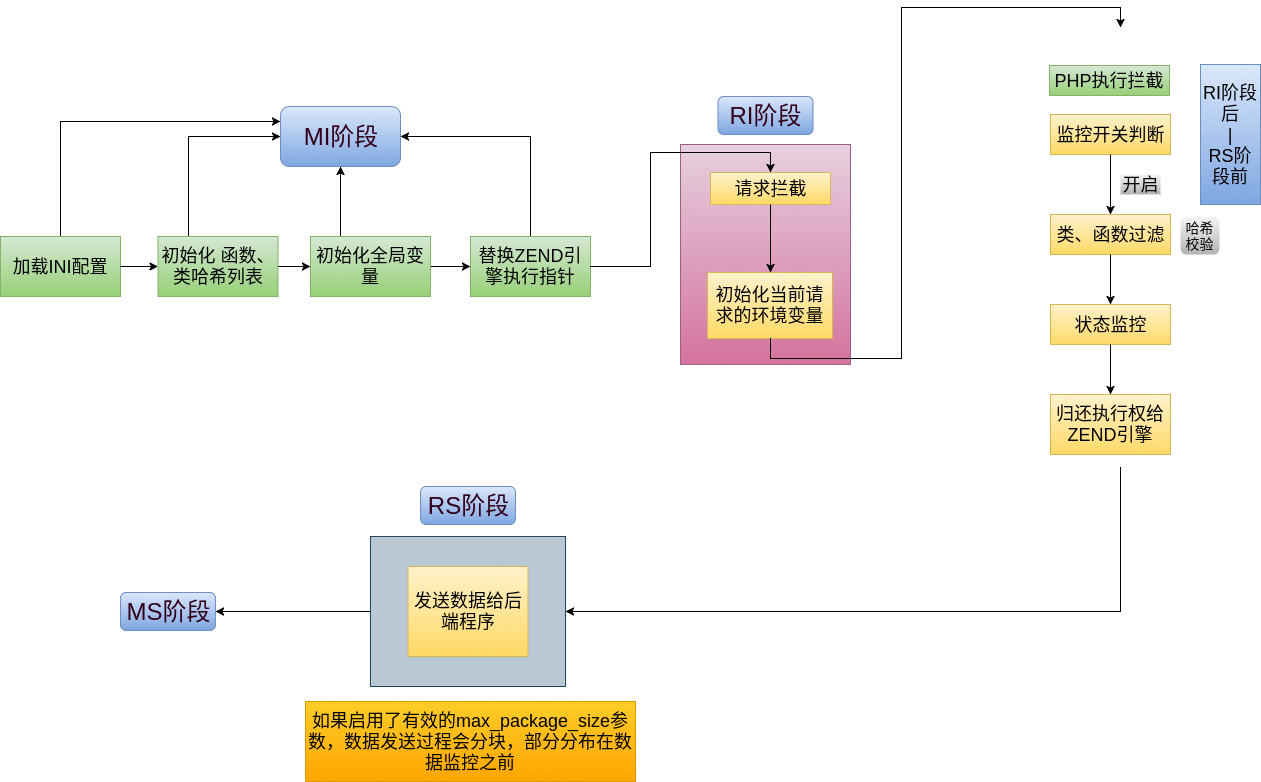 MI阶段
加载INI配置
初始化 函数、
类哈希列表
初始化全局变
量
替换ZEND引
擎执行指针
RI阶段
请求拦截
初始化当前请
求的环境变量
PHP执行拦截
RI阶段
后
|
RS阶
段前
监控开关判断
开启
类、函数过滤
哈希
校验
状态监控
归还执行权给
ZEND引擎
RS阶段
发送数据给后
端程序
MS阶段
如果启用了有效的max_package_size参
数，数据发送过程会分块，部分分布在数
据监控之前